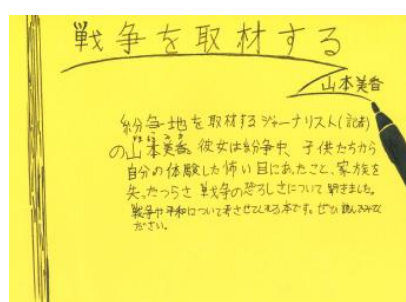 戦争を取材する
山本美香
紛争地を取材するジャーナリスト(記者)
の山本美香。彼女は紛争中、子供たちから
自分の体験した怖い目にあたこと、家族を
失ったつらさ 戦争の恐ろしさについて聞きました。
戦争や平和について考させてくれる本です。ぜひ読んでみてく
ださい。